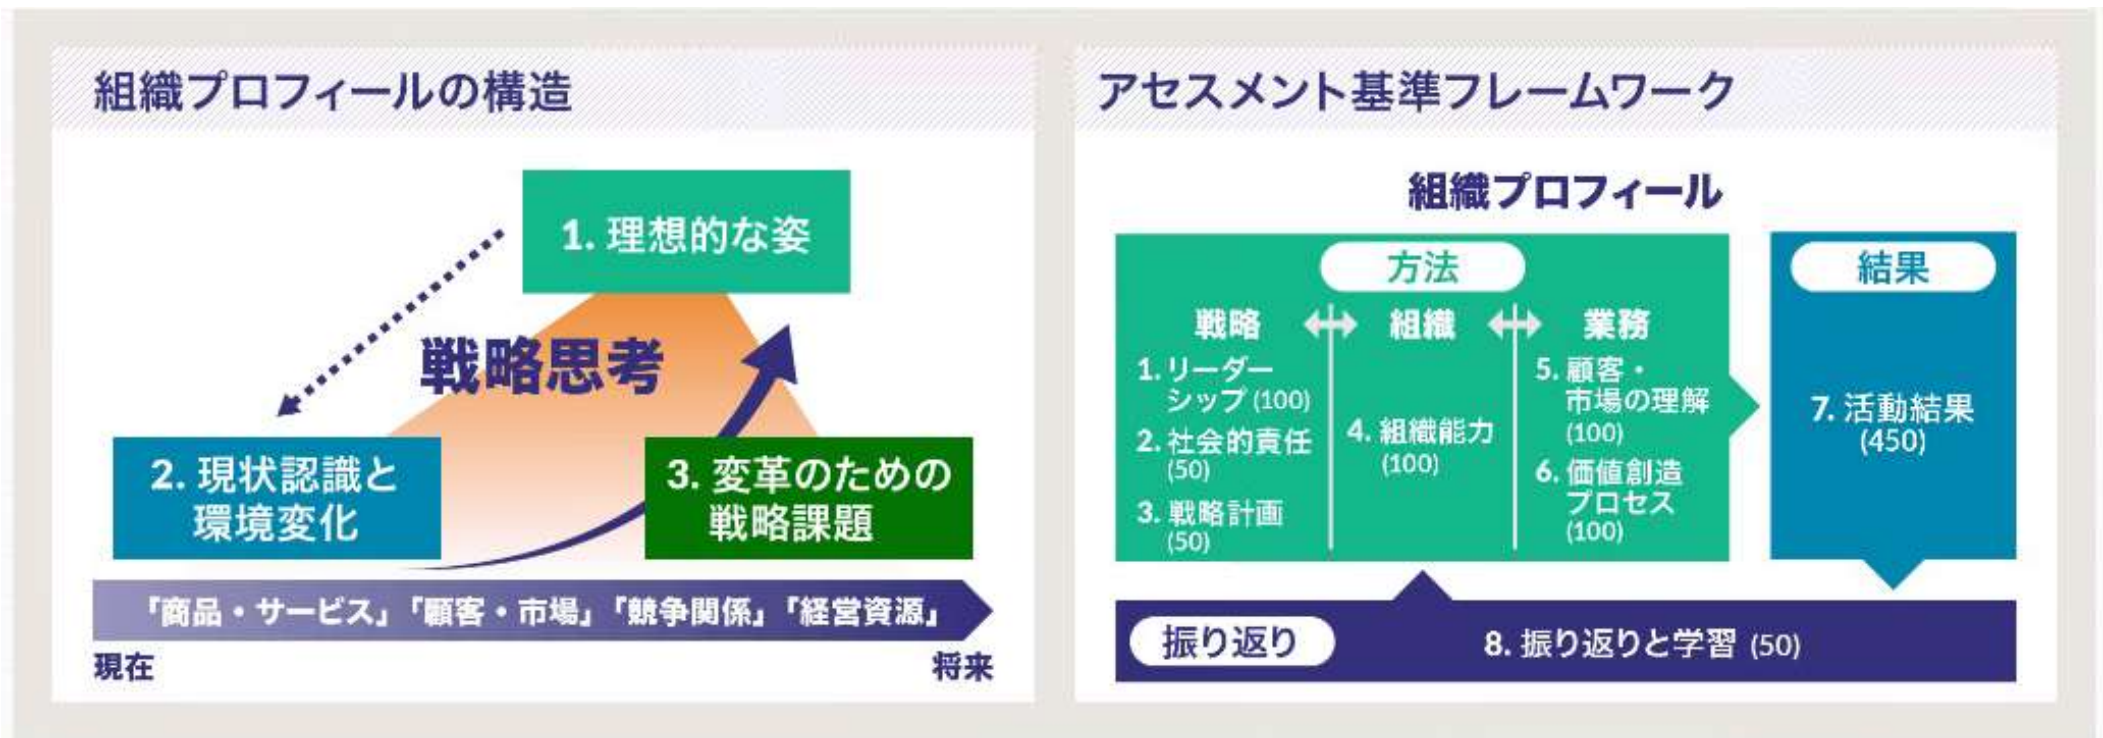 組織プロフィールの構造
1. 理想的な姿
戦略思考
2. 現状認識と
環境変化
3. 変革のための
戦略課題
「商品・サービス」「顧客・市場」「競争関係」「経営資源」
現在
将来
アセスメント基準フレームワーク
組織プロフィール
方法
戦略
1. リーダー
シップ (100)
2. 社会的責任
(50)
3. 戦略計画
(50)
組織
4. 組織能力
(100)
業務
5. 顧客・
市場の理解
(100)
6. 価値創造
プロセス
(100)
結果
7. 活動結果
(450)
振り返り
8. 振り返りと学習 (50)